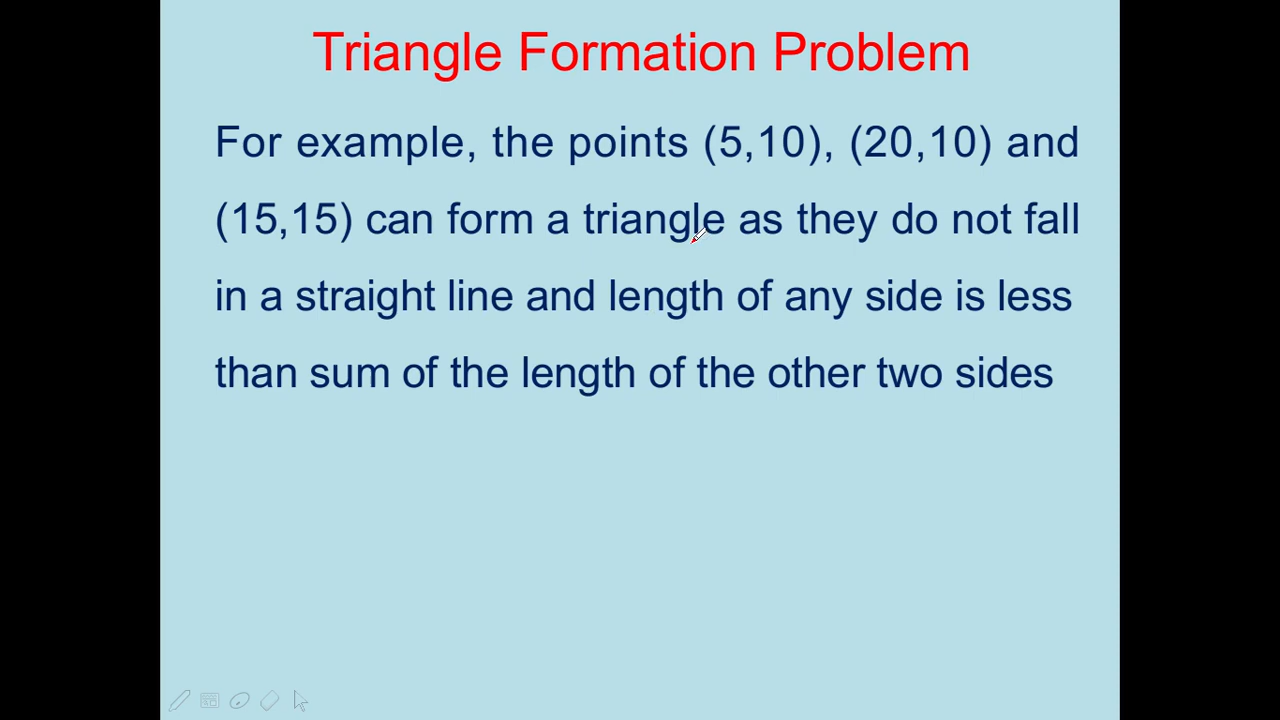 Triangle Formation Problem
For example, the points (5,10), (20,10) and
(15,15) can form a triangle as they do not fall
in a straight line and length of any side is less
than sum of the length of the other two sides